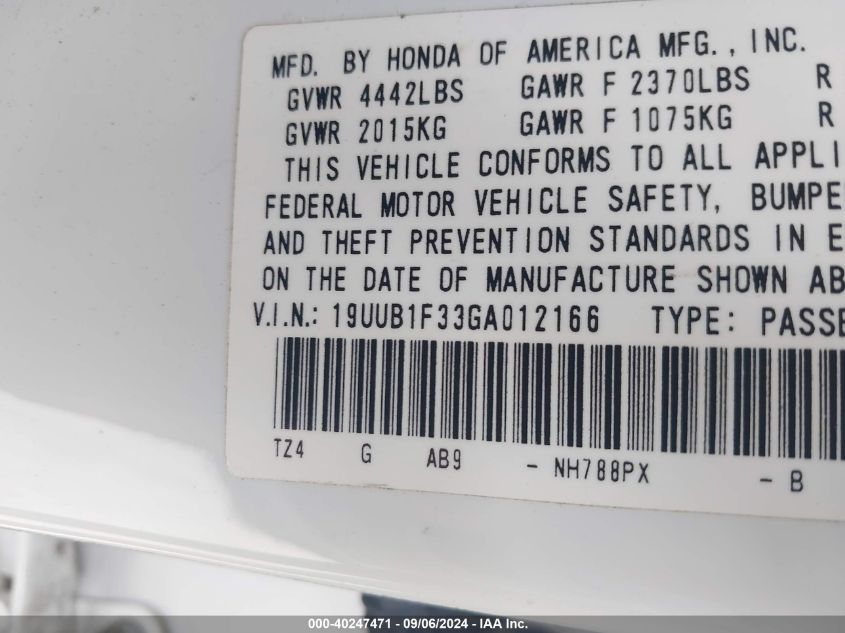 MFD. BY HONDA OF AMERICA MFG., INC.
GVWR 4442LBS GAWR F 2370LBS R
GVWR 2015KG GAWR F 1075KG R
THIS VEHICLE CONFORMS TO ALL APPLI
FEDERAL MOTOR VEHICLE SAFETY, BUMPE
AND THEFT PREVENTION STANDARDS IN E
ON THE DATE OF MANUFACTURE SHOWN AB
V.I.N.: 19UUB1F33GA012166 TYPE: PASSE
TZ4 G AB9 - NH788PX - B
000-40247471 - 09/06/2024 - IAA Inc.